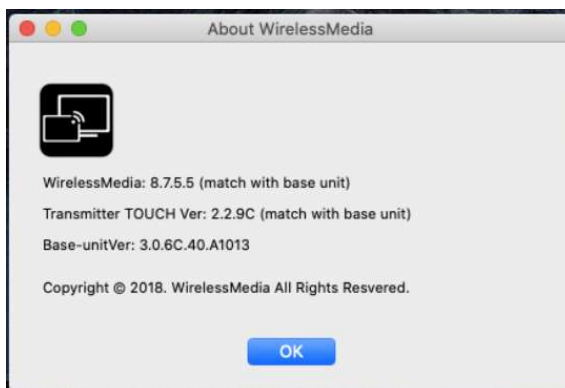 About WirelessMedia
WirelessMedia: 8.7.5.5 (match with base unit)
Transmitter TOUCH Ver: 2.2.9C (match with base unit)
Base-unitVer: 3.0.6C.40.A1013
Copyright © 2018. WirelessMedia All Rights Resvered.
OK